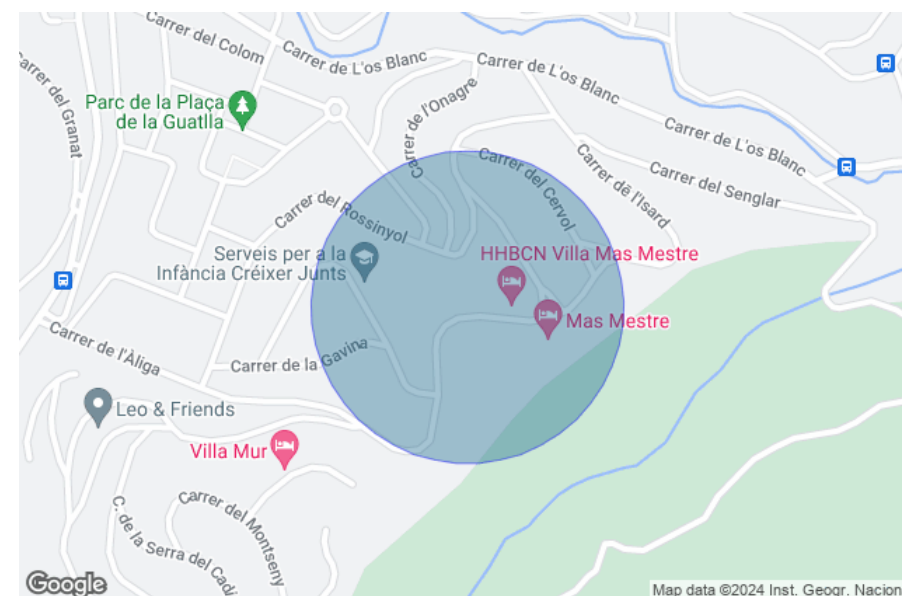 Carrer del Colom
Carrer de L'os Blanc
Carrer de L'os Blanc
Carrer de L'os Blanc
Carrer del Granat
Parc de la Plaça
de la Guatlla
Carrer de l'Onagre
Carrer del Cervol
Carrer dë l'Isard
Carrer del Senglar
Carrer del Rossinyol
Serveis per a la
Infància Créixer Junts
HHBCN Villa Mas Mestre
Mas Mestre
Carrer de l'Àliga
Carrer de la Gavina
Leo & Friends
Villa Mur
Carrer del Montseny
C. de la Serra del Cadí
Google
Map data ©2024 Inst. Geogr. Nacion